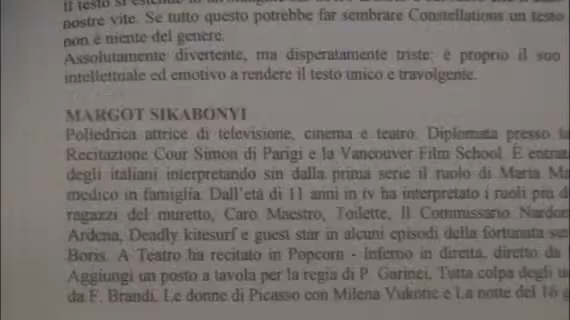 nostre vite. Se tutto questo potrebbe far sembrare Constellations un testo
non è niente del genere.
Assolutamente divertente, ma disperatamente triste: è proprio il suo
intellettuale ed emotivo a rendere il testo unico e travolgente.
MARGOT SIKABONYI
Poliedrica attrice di televisione, cinema e teatro. Diplomata presso
Recitazione Cour Simon di Parigi e la Vancouver Film School. È
degli italiani interpretando sin dalla prima serie il ruolo di Maria
medico in famiglia. Dall'età di 11 anni in tv ha interpretato i ruoli più
ragazzi del muretto, Caro Maestro, Toilette, Il Commissario
Ardena, Deadly kitesurf e guest star in alcuni episodi della fortunata
Boris. A Teatro ha recitato in Popcorn - Inferno in diretta, diretto da
Aggiungi un posto a tavola per la regia di P. Garinei, Tutta colpa degli
da F. Brandi, Le donne di Picasso con Milena Vukotic e La notte del 16